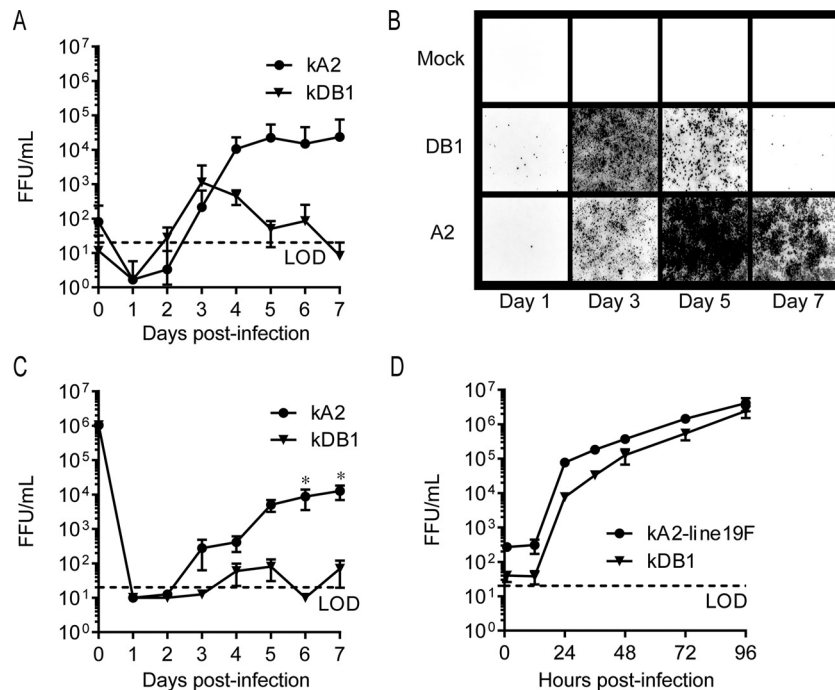 A
FFU/mL
10⁷
10⁶
10⁵
10⁴
10³
10²
10¹
10⁰
kA2
kDB1
LOD
0 1 2 3 4 5 6 7
Days post-infection
B
Mock
DB1
A2
Day 1 Day 3 Day 5 Day 7
C
FFU/mL
10⁷
10⁶
10⁵
10⁴
10³
10²
10¹
10⁰
kA2
kDB1
* *
LOD
0 1 2 3 4 5 6 7
Days post-infection
D
FFU/mL
10⁷
10⁶
10⁵
10⁴
10³
10²
10¹
10⁰
kA2-line19F
kDB1
LOD
0 24 48 72 96
Hours post-infection